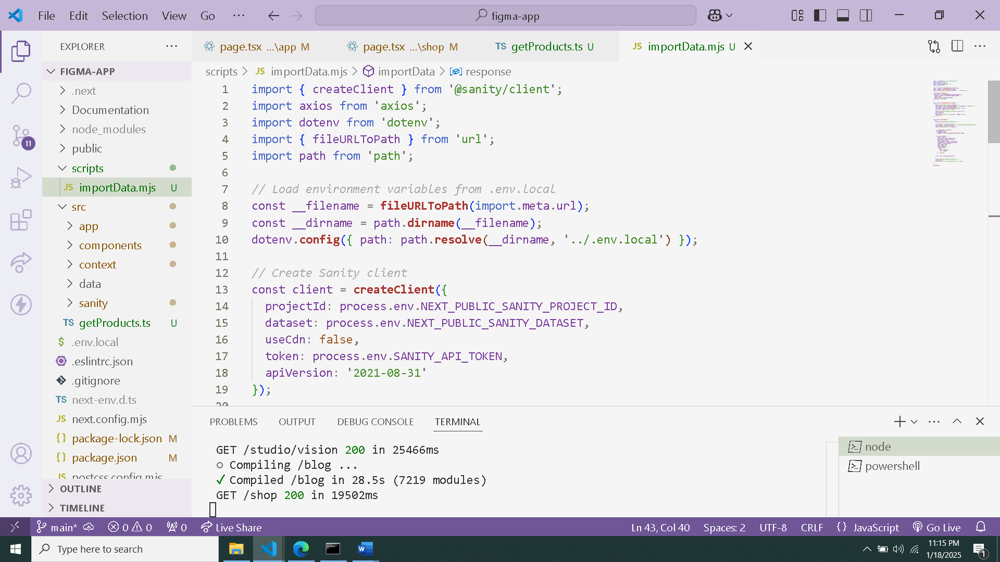 File Edit Selection View Go ... figma-app
EXPLORER ...
FIGMA-APP
.next
Documentation
node_modules
public
scripts
JS importData.mjs U
src
app
components
context
data
sanity
TS getProducts.ts U
$ .env.local
.eslintrc.json
.gitignore
TS next-env.d.ts
JS next.config.mjs
{} package-lock.json M
{} package.json M
JS postcss.config.mjs
OUTLINE
TIMELINE
11
page.tsx ...\app M page.tsx ...\shop M TS getProducts.ts U JS importData.mjs U
scripts > JS importData.mjs > importData > response
1 import { createClient } from '@sanity/client';
2 import axios from 'axios';
3 import dotenv from 'dotenv';
4 import { fileURLToPath } from 'url';
5 import path from 'path';
6
7 // Load environment variables from .env.local
8 const __filename = fileURLToPath(import.meta.url);
9 const __dirname = path.dirname(__filename);
10 dotenv.config({ path: path.resolve(__dirname, '../.env.local') });
11
12 // Create Sanity client
13 const client = createClient({
14 projectId: process.env.NEXT_PUBLIC_SANITY_PROJECT_ID,
15 dataset: process.env.NEXT_PUBLIC_SANITY_DATASET,
16 useCdn: false,
17 token: process.env.SANITY_API_TOKEN,
18 apiVersion: '2021-08-31'
19 });
20
PROBLEMS OUTPUT DEBUG CONSOLE TERMINAL
GET /studio/vision 200 in 25466ms
○ Compiling /blog ...
✓ Compiled /blog in 28.5s (7219 modules)
GET /shop 200 in 19502ms
node
powershell
main* 0 0 0 Live Share Ln 43, Col 40 Spaces: 2 UTF-8 CRLF {} JavaScript Go Live
Type here to search
11:15 PM
1/18/2025
1